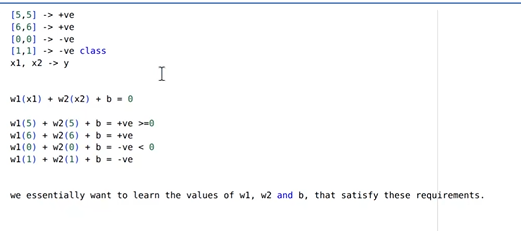 [5,5] -> +ve
[6,6] -> +ve
[0,0] -> -ve
[1,1] -> -ve class
x1, x2 -> y
w1(x1) + w2(x2) + b = 0
w1(5) + w2(5) + b = +ve >=0
w1(6) + w2(6) + b = +ve
w1(0) + w2(0) + b = -ve < 0
w1(1) + w2(1) + b = -ve
we essentially want to learn the values of w1, w2 and b, that satisfy these requirements.